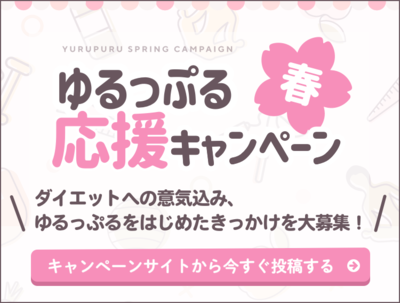 YURUPURU SPRING CAMPAIGN
ゆるっぷる
春
応援キャンペーン
ダイエットへの意気込み、
ゆるっぷるをはじめたきっかけを大募集！
キャンペーンサイトから今すぐ投稿する